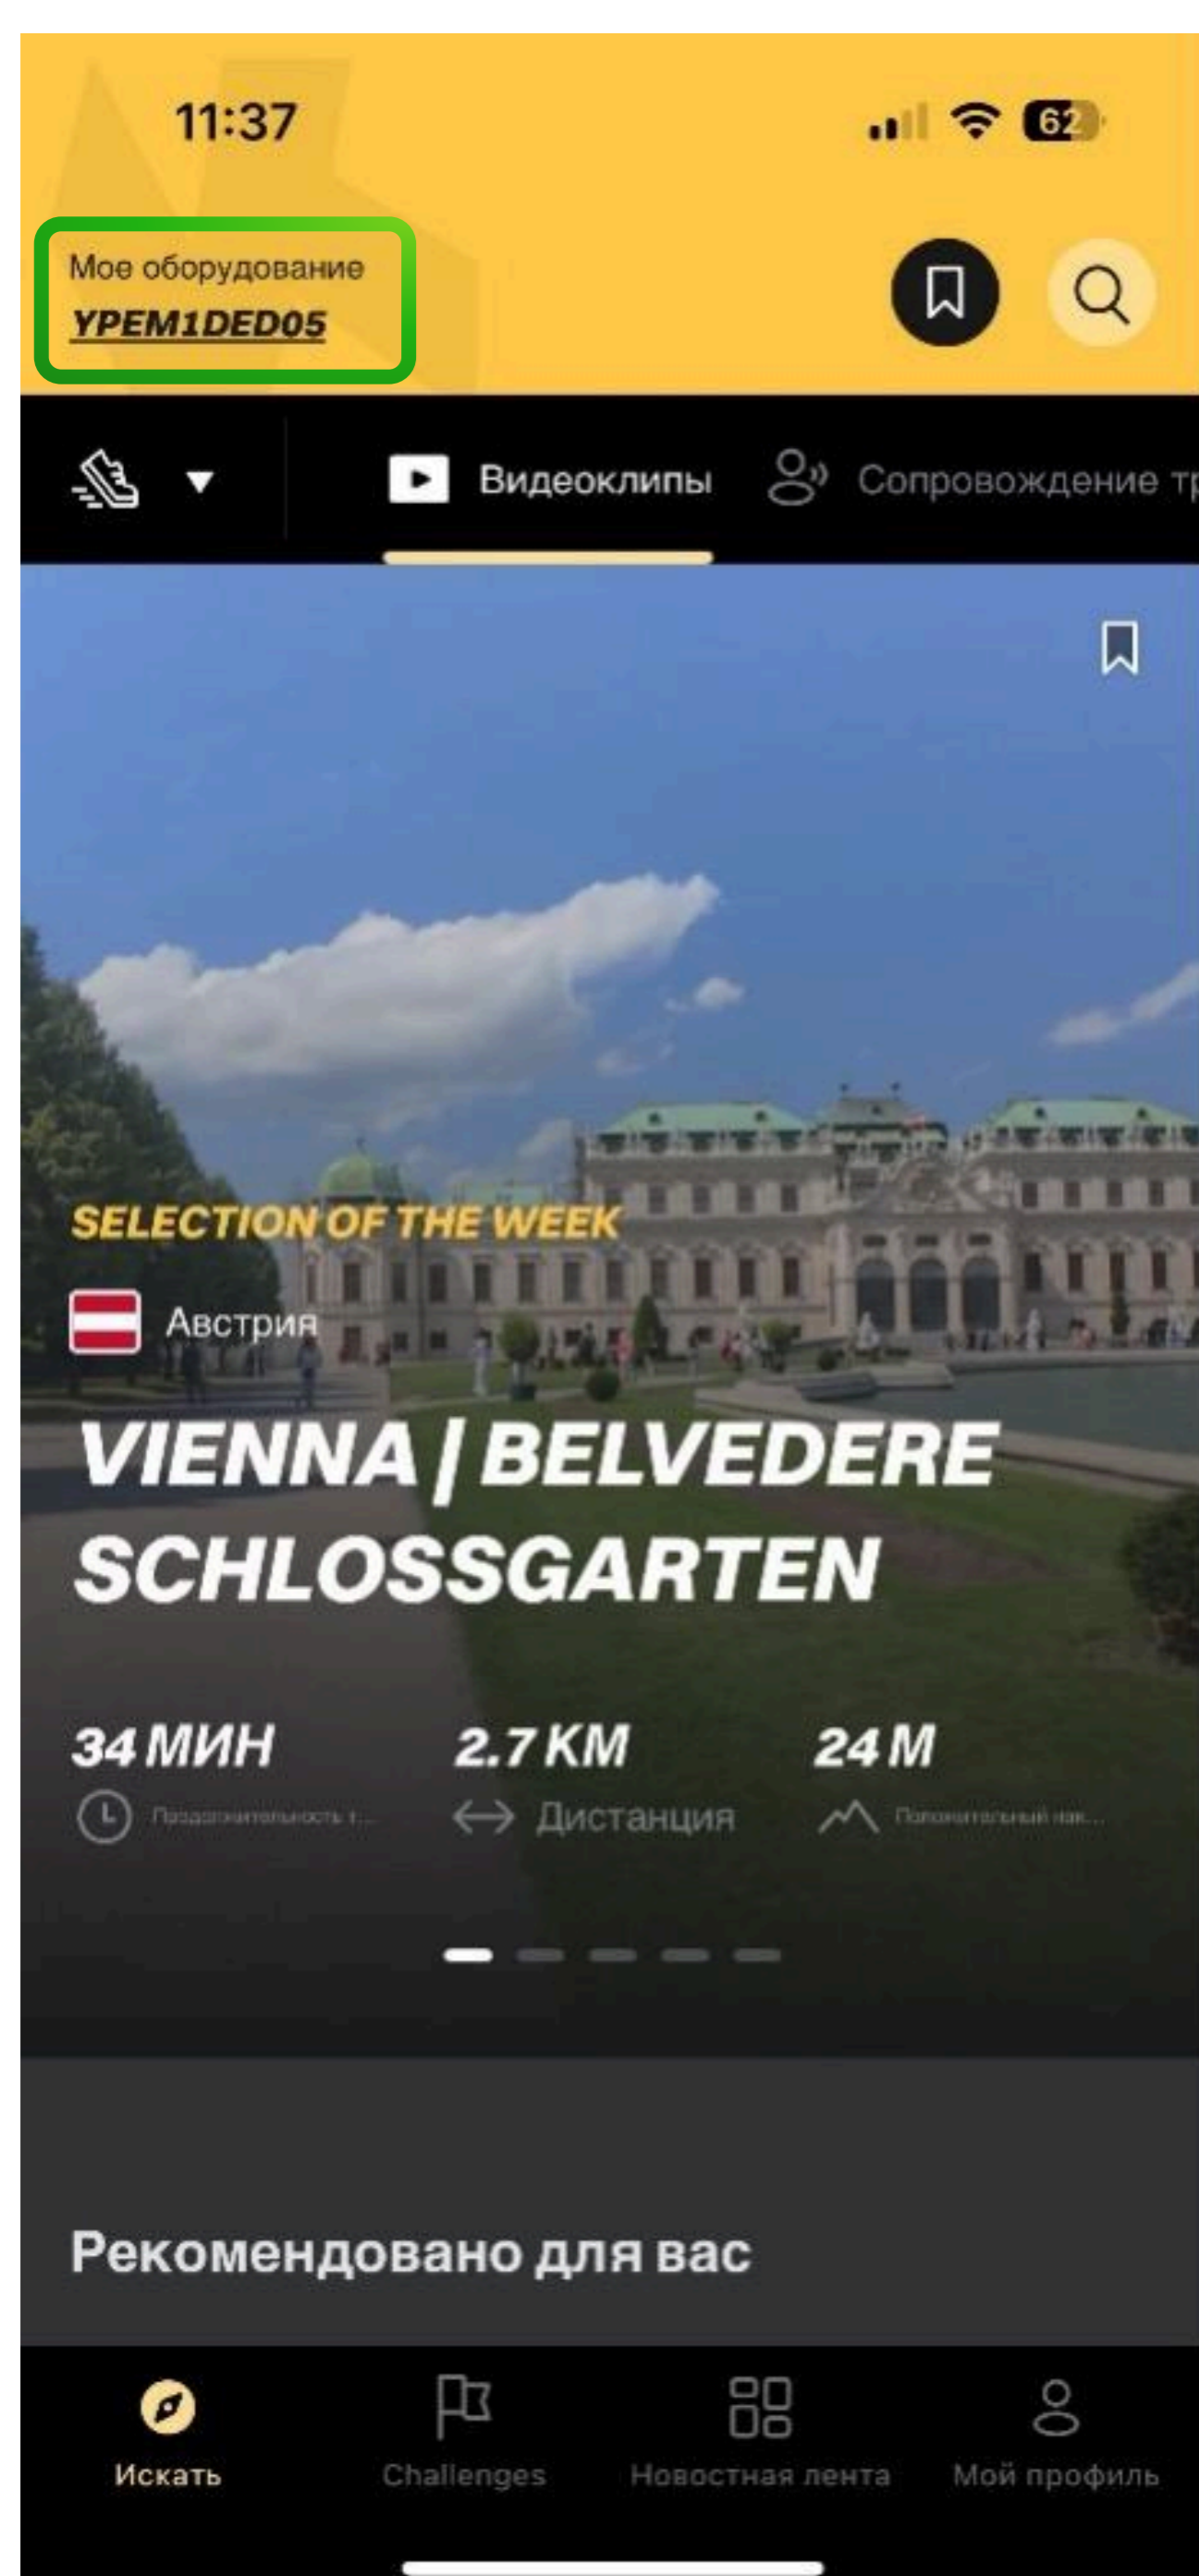 11:37
62
Мое оборудование
YPEM1DED05
Видеоклипы
Сопровождение тр
SELECTION OF THE WEEK
Австрия
VIENNA | BELVEDERE
SCHLOSSGARTEN
34 МИН
2.7 KM
24 M
Дистанция
Рекомендовано для вас
Искать
Challenges
Новостная лента
Мой профиль